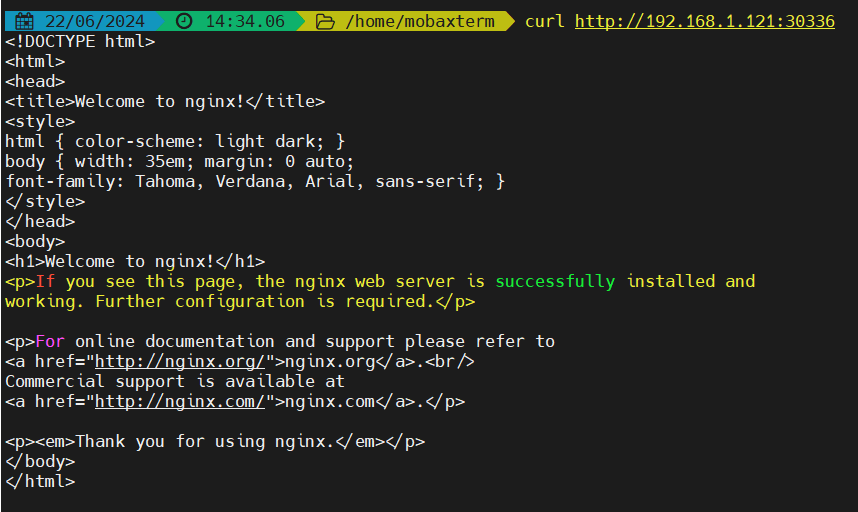 22/06/2024 14:34.06 /home/mobaxterm curl http://192.168.1.121:30336
<!DOCTYPE html>
<html>
<head>
<title>Welcome to nginx!</title>
<style>
html { color-scheme: light dark; }
body { width: 35em; margin: 0 auto;
font-family: Tahoma, Verdana, Arial, sans-serif; }
</style>
</head>
<body>
<h1>Welcome to nginx!</h1>
<p>If you see this page, the nginx web server is successfully installed and
working. Further configuration is required.</p>

<p>For online documentation and support please refer to
<a href="http://nginx.org/">nginx.org</a>.<br/>
Commercial support is available at
<a href="http://nginx.com/">nginx.com</a>.</p>

<p><em>Thank you for using nginx.</em></p>
</body>
</html>